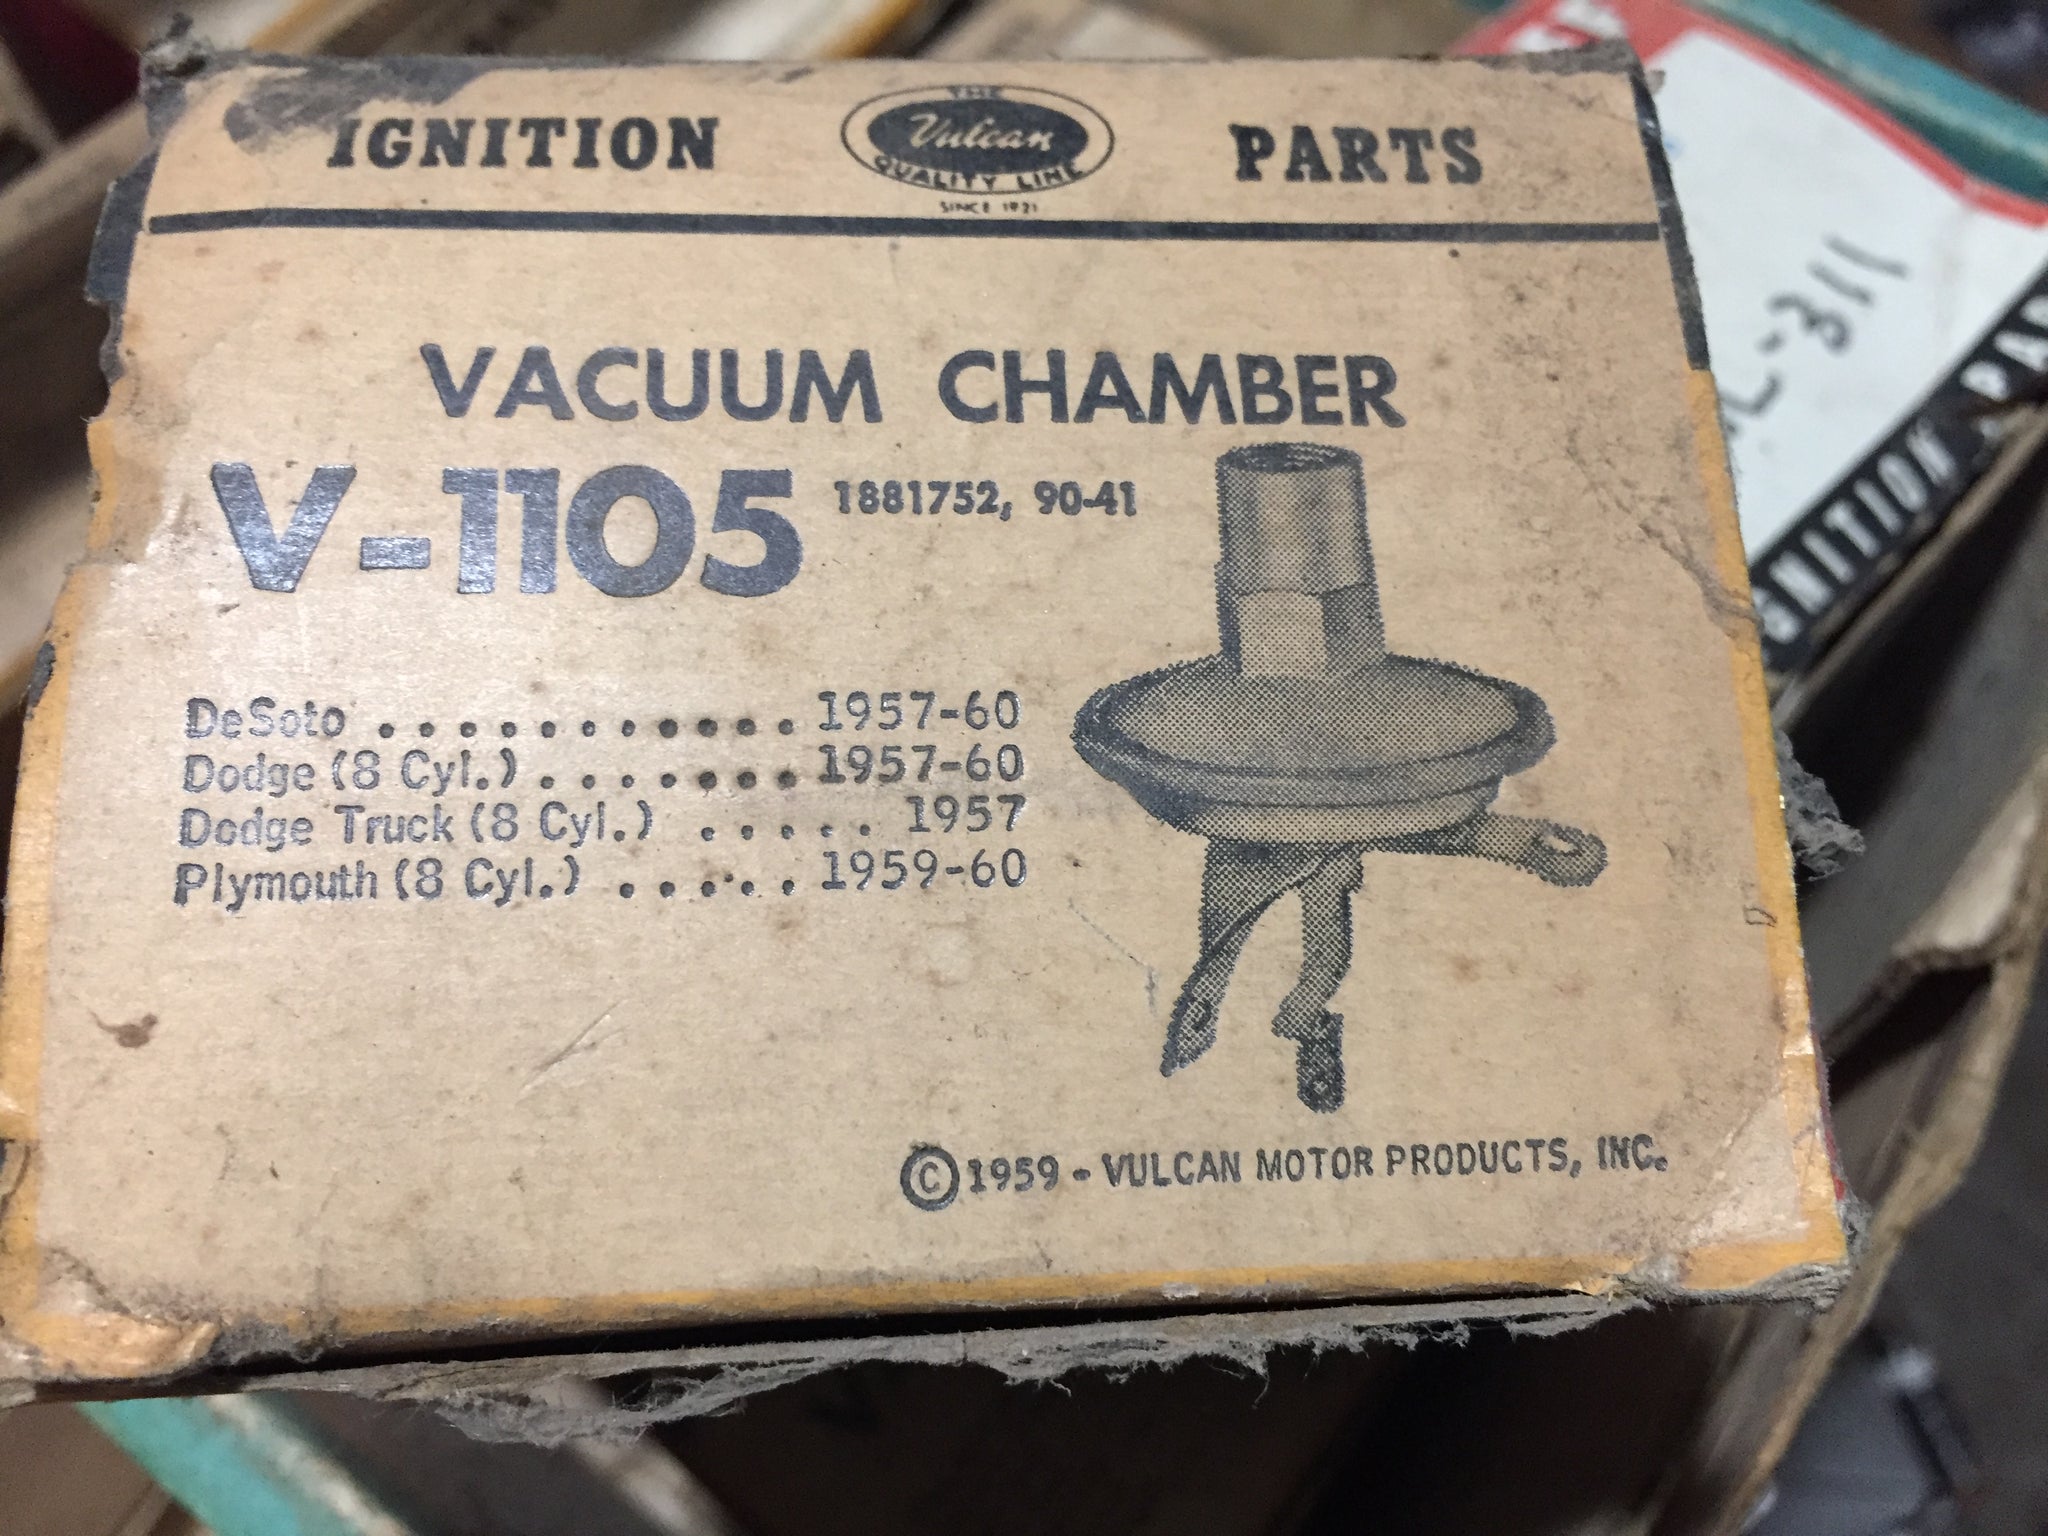 IGNITION THE Vulcan QUALITY LINE SINCE 1921 PARTS
VACUUM CHAMBER
V-1105 1881752, 90-41
DeSoto ............ 1957-60
Dodge (8 Cyl.) ....... 1957-60
Dodge Truck (8 Cyl.) ..... 1957
Plymouth (8 Cyl.) ..... 1959-60
© 1959 - VULCAN MOTOR PRODUCTS, INC.
L-311
IGNITION PAR